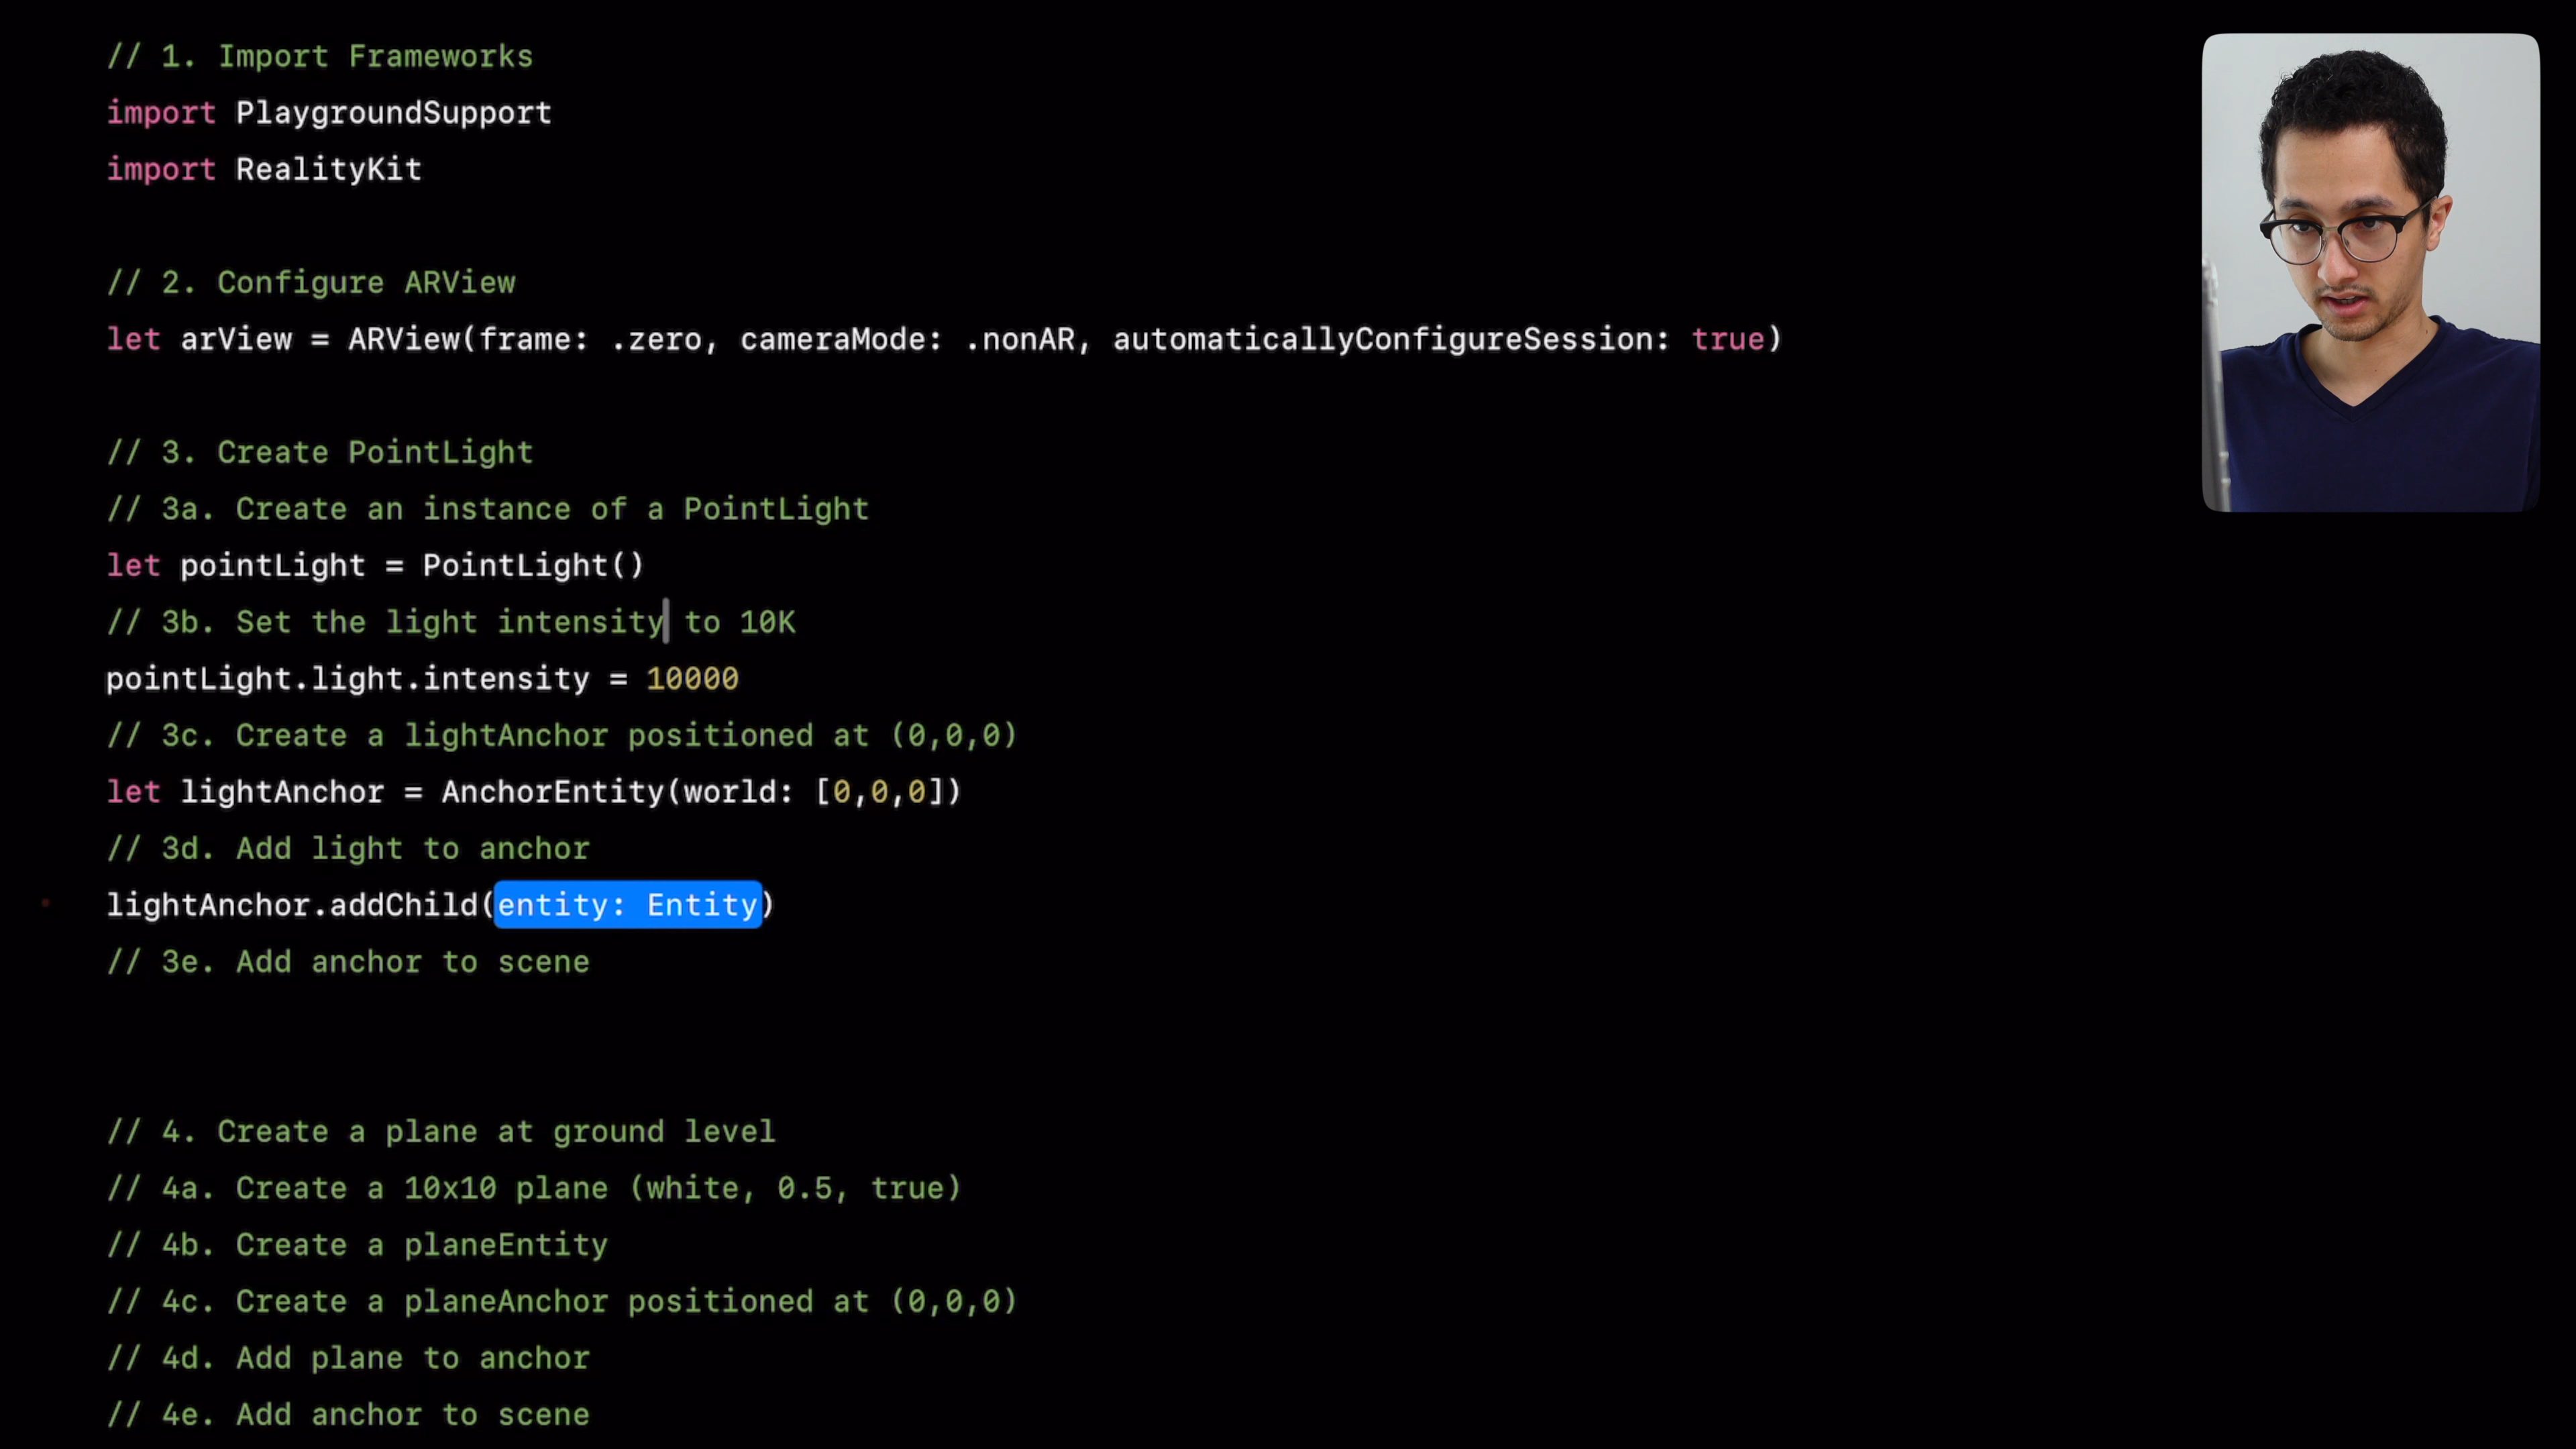 // 1. Import Frameworks
import PlaygroundSupport
import RealityKit
// 2. Configure ARView
let arView = ARView(frame: .zero, cameraMode: .nonAR, automaticallyConfigureSession: true)
// 3. Create PointLight
// 3a. Create an instance of a PointLight
let pointLight = PointLight()
// 3b. Set the light intensity to 10K
pointLight.light.intensity = 10000
// 3c. Create a lightAnchor positioned at (0,0,0)
let lightAnchor = AnchorEntity(world: [0,0,0])
// 3d. Add light to anchor
lightAnchor.addChild(entity: Entity)
// 3e. Add anchor to scene
// 4. Create a plane at ground level
// 4a. Create a 10x10 plane (white, 0.5, true)
// 4b. Create a planeEntity
// 4c. Create a planeAnchor positioned at (0,0,0)
// 4d. Add plane to anchor
// 4e. Add anchor to scene